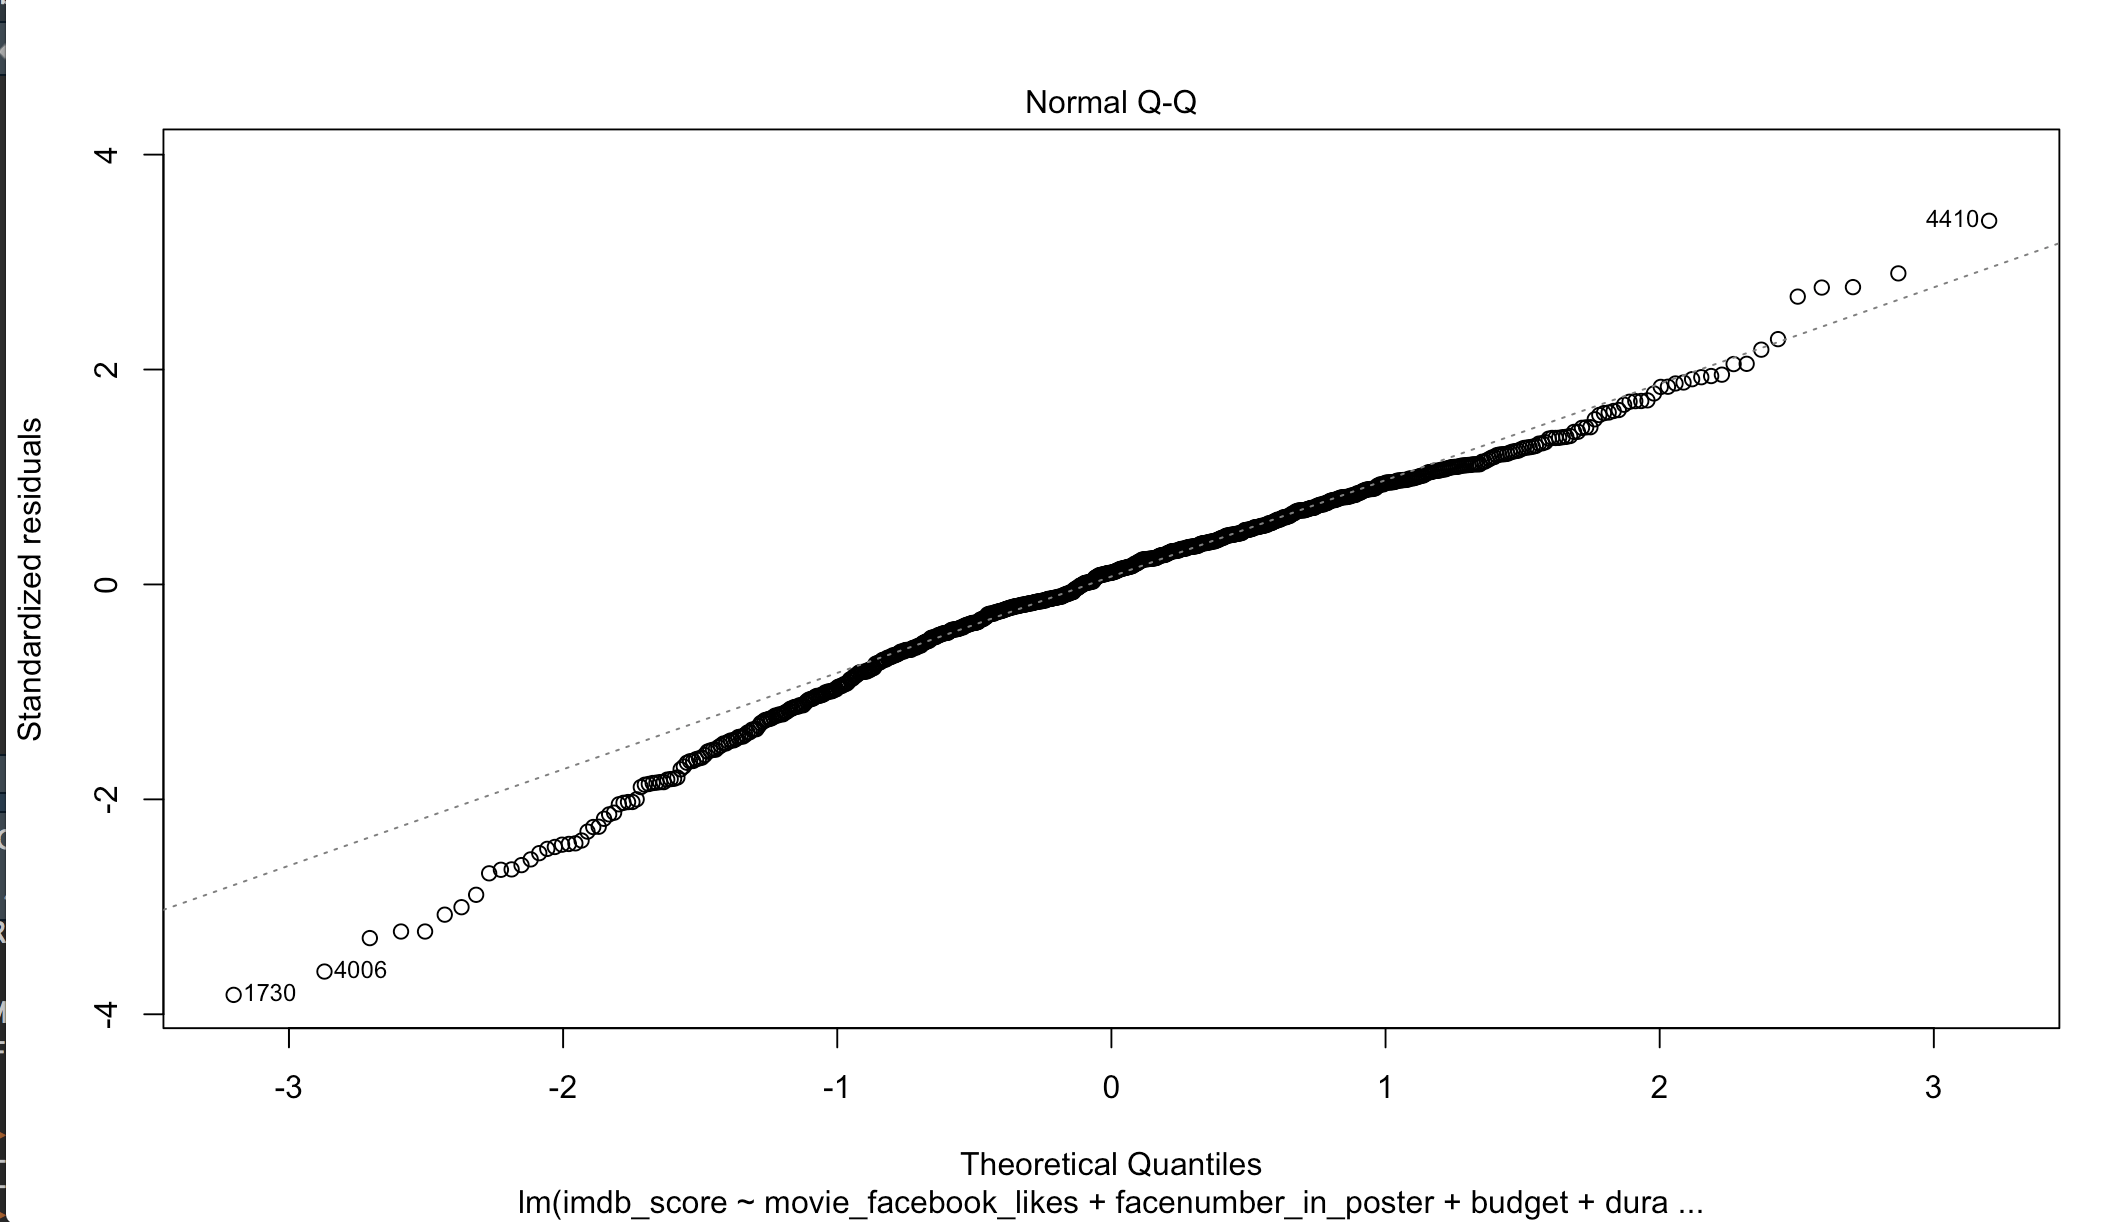 Normal Q-Q
4
2
0
-2
-4
Standardized residuals
4410
4006
1730
-3 -2 -1 0 1 2 3
Theoretical Quantiles
lm(imdb_score ~ movie_facebook_likes + facenumber_in_poster + budget + dura ...